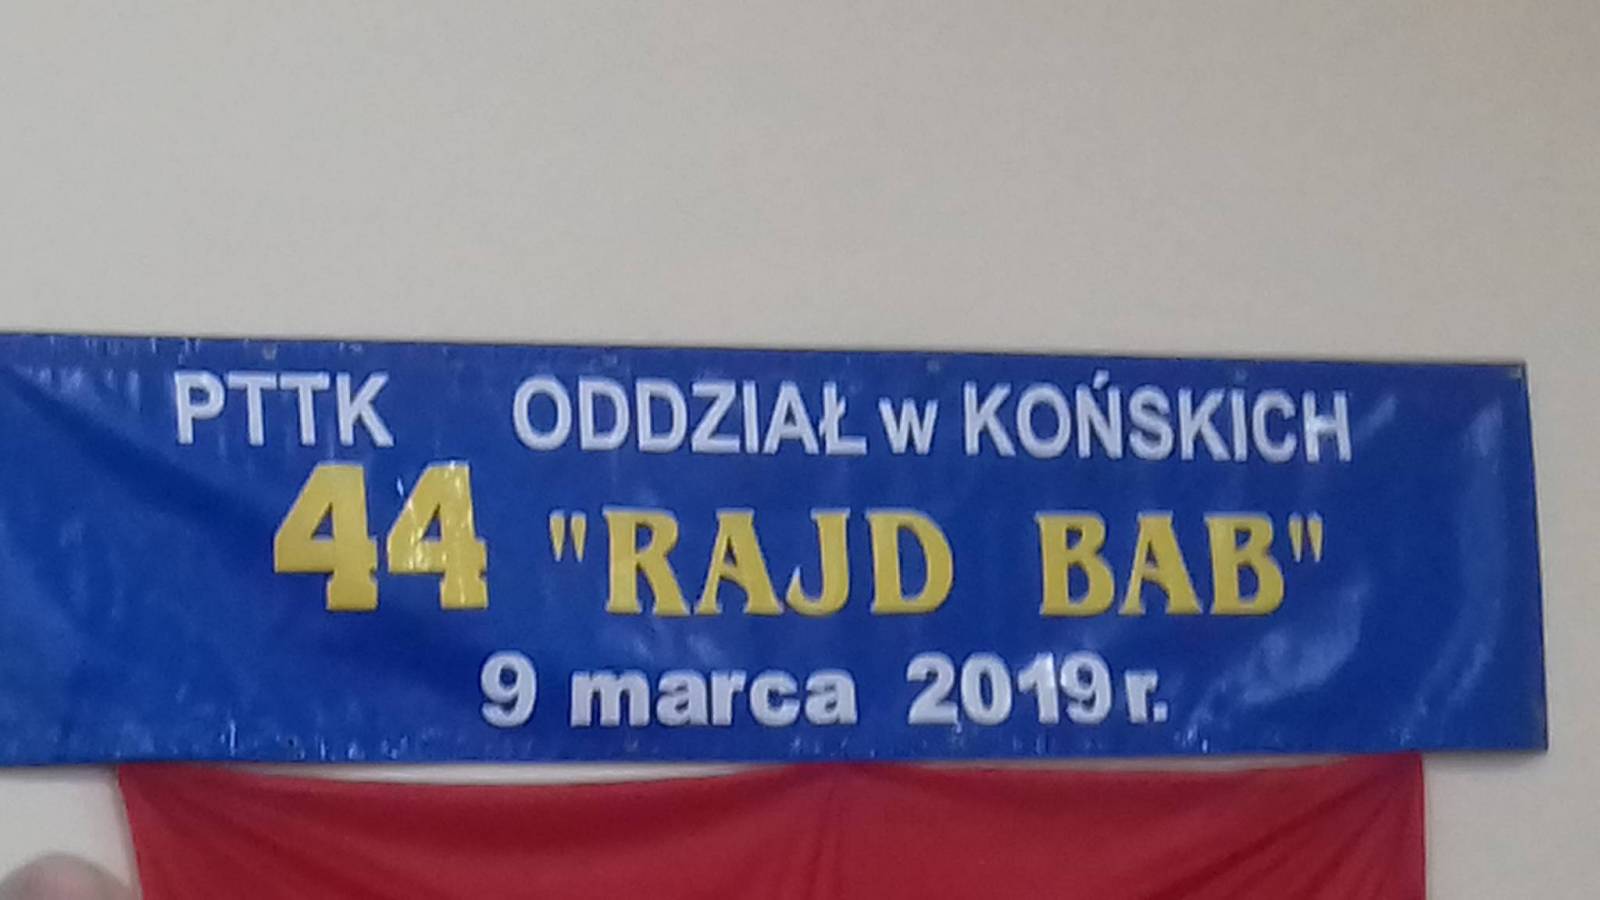 PTTK ODDZIAŁ w KOŃSKICH
44 "RAJD BAB"
9 marca 2019 r.